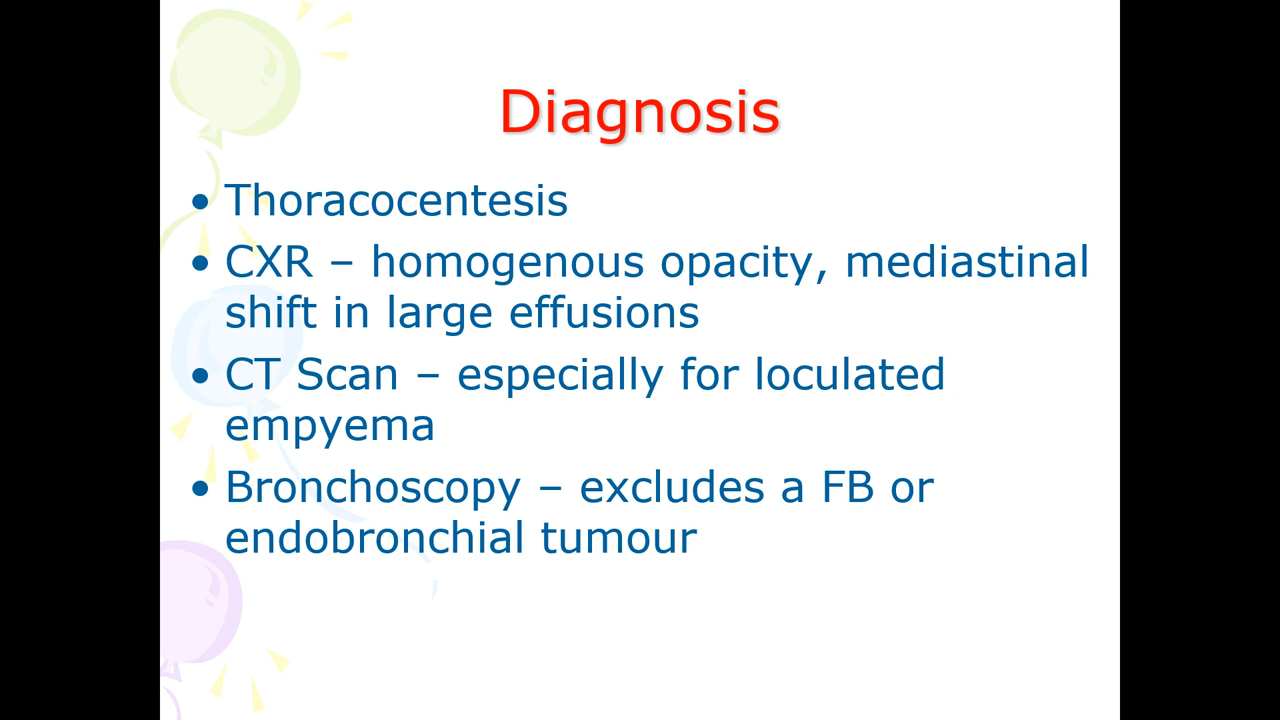 Diagnosis
• Thoracocentesis
• CXR – homogenous opacity, mediastinal
shift in large effusions
• CT Scan – especially for loculated
empyema
• Bronchoscopy – excludes a FB or
endobronchial tumour